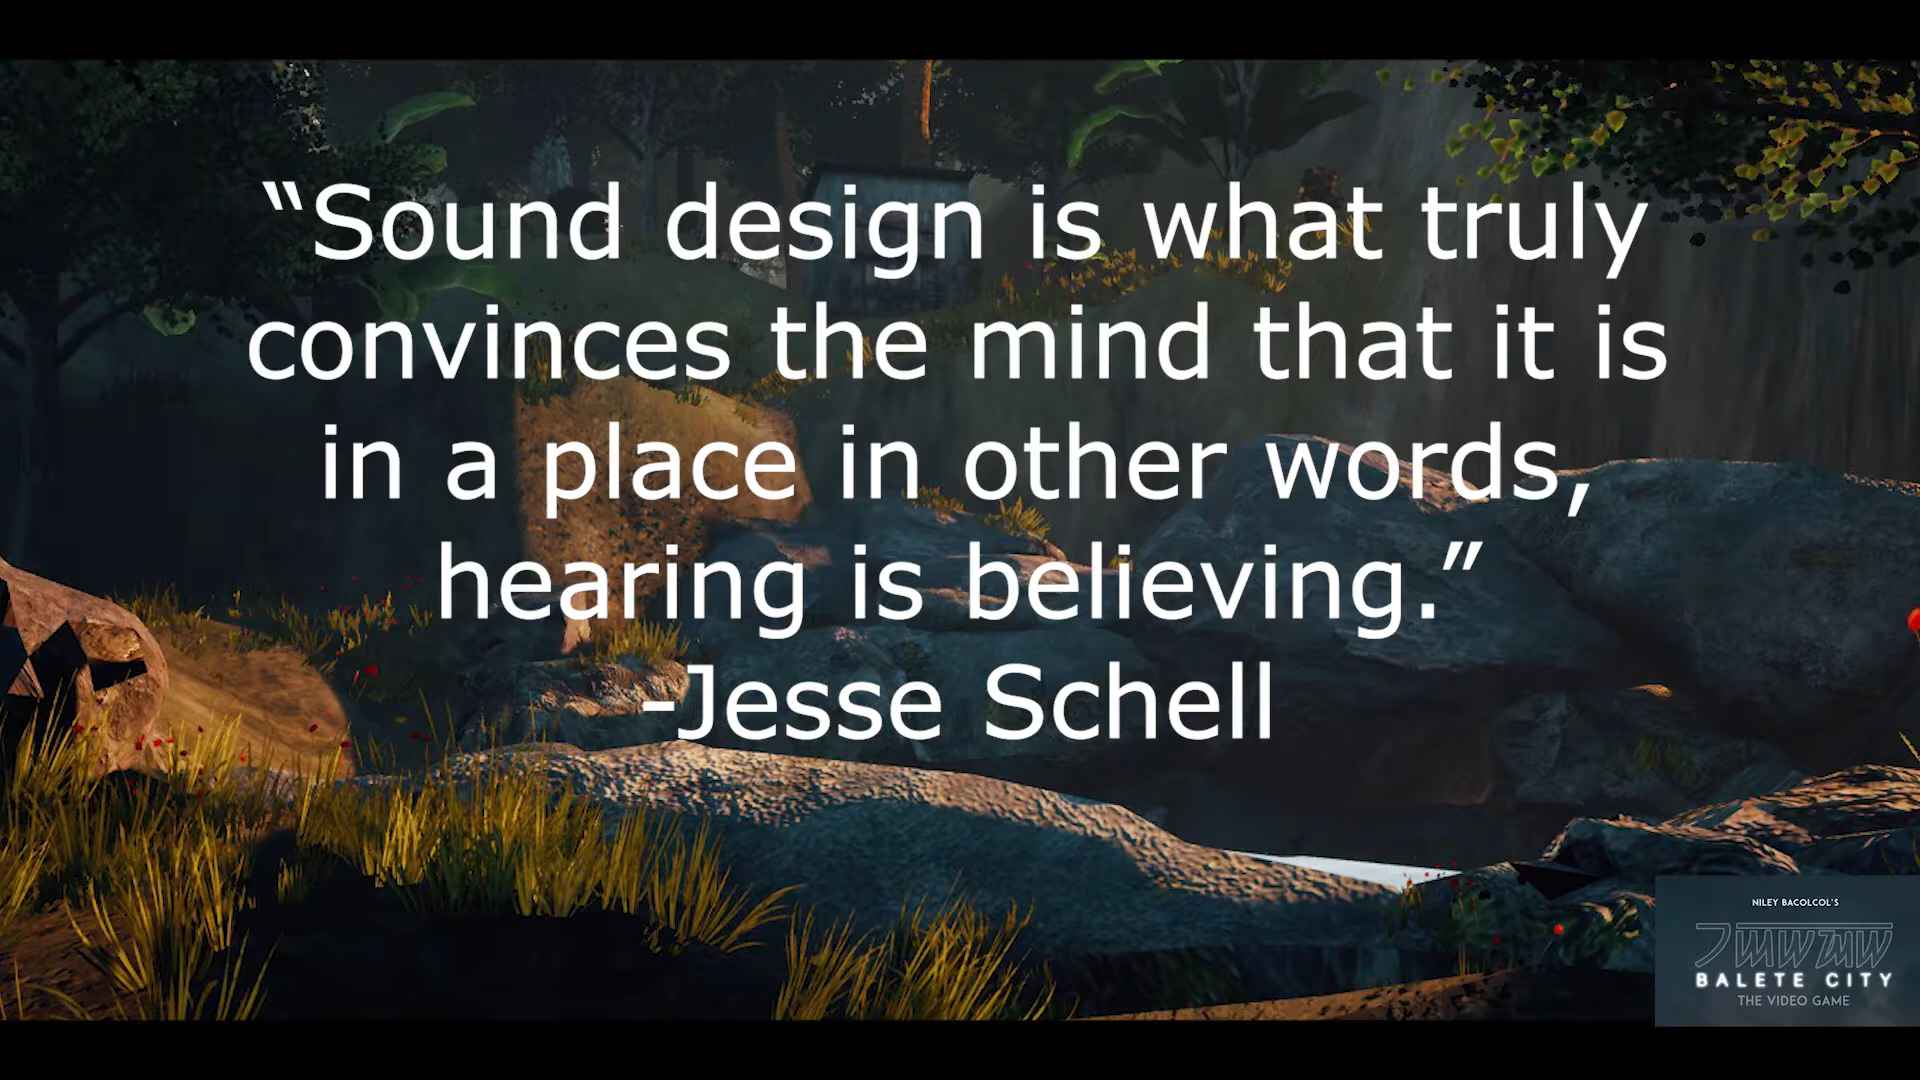 “Sound design is what truly
convinces the mind that it is
in a place in other words,
hearing is believing.”
-Jesse Schell
NILEY BACOLCOL'S
BALETE CITY
THE VIDEO GAME